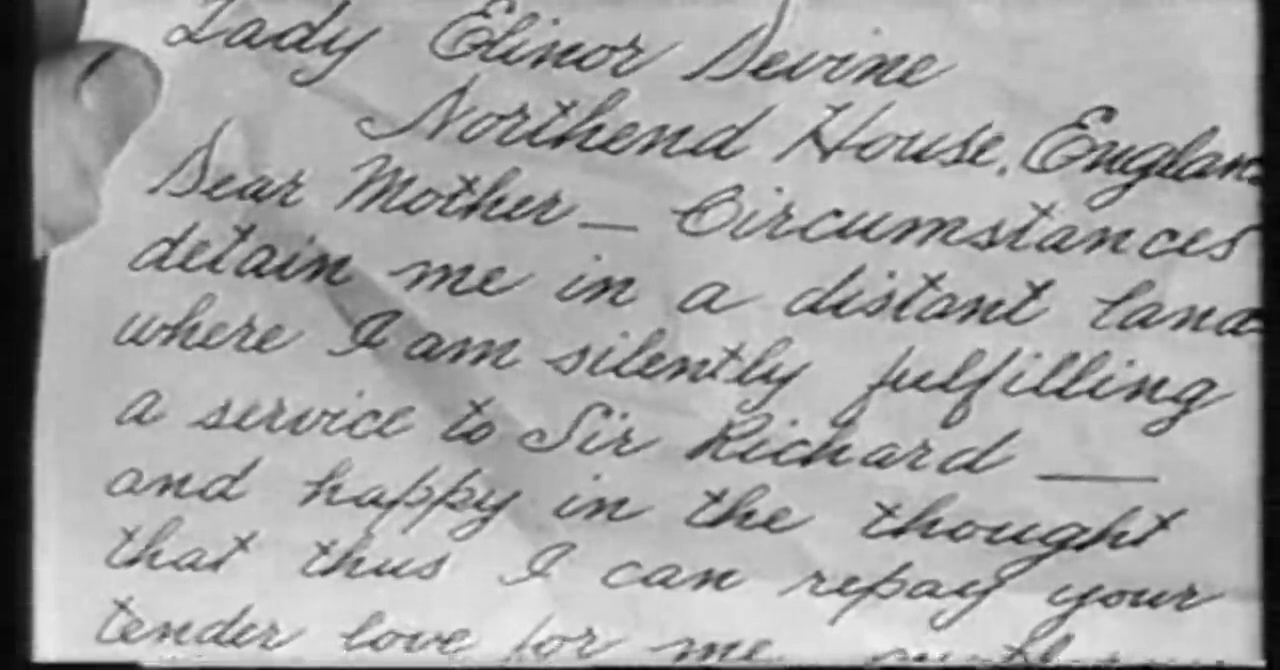 Lady Elinor Devine
Northend House, Englan
Dear Mother — Circumstances
detain me in a distant land
where I am silently fulfilling
a service to Sir Richard —
and happy in the thought
that thus I can repay your
tender love for me.